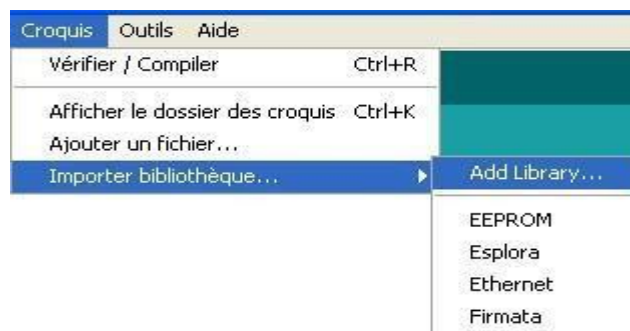 Croquis Outils Aide
Vérifier / Compiler Ctrl+R
Afficher le dossier des croquis Ctrl+K
Ajouter un fichier...
Importer bibliothèque...
Add Library...
EEPROM
Esplora
Ethernet
Firmata